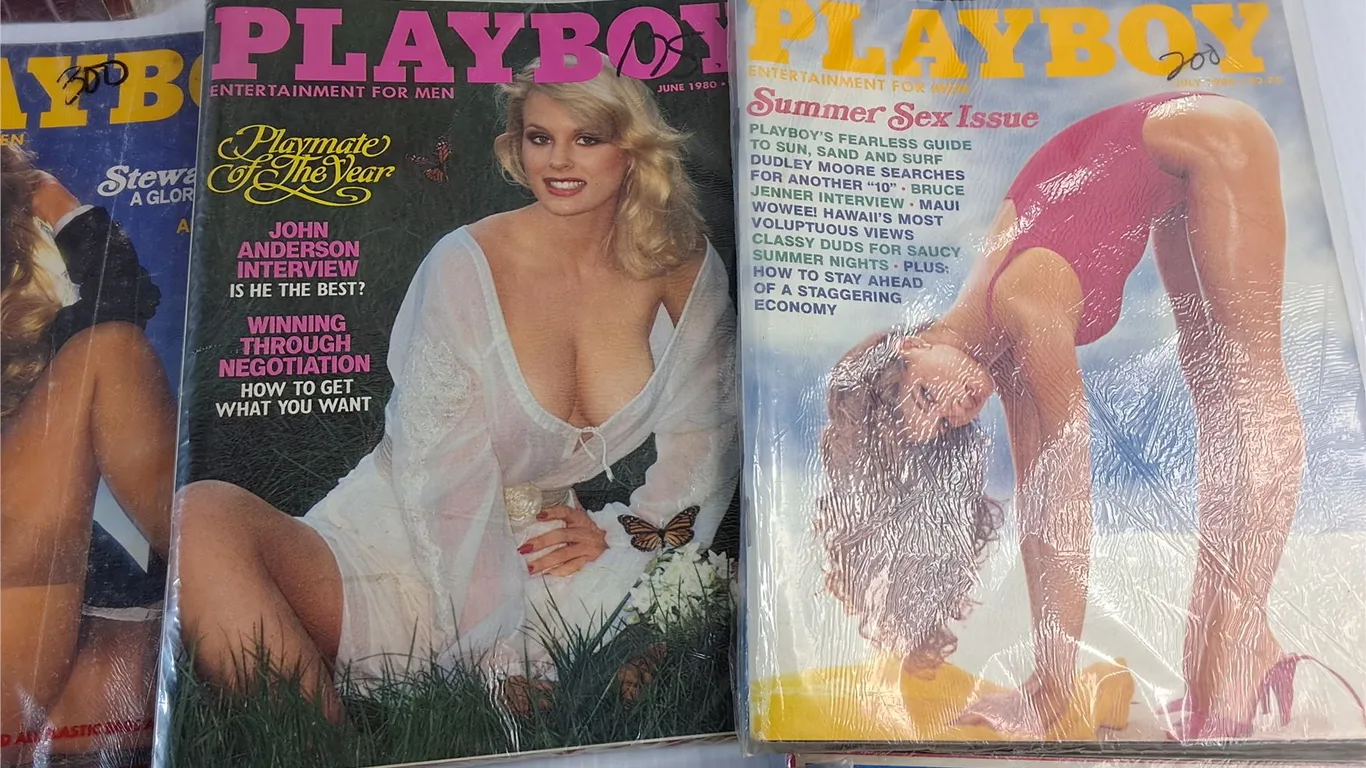 AYBO
300
EN
Stewa
A GLOR
A
PLAYBOY
105
ENTERTAINMENT FOR MEN
JUNE 1980
Playmate
of The Year
JOHN
ANDERSON
INTERVIEW
IS HE THE BEST?
WINNING
THROUGH
NEGOTIATION
HOW TO GET
WHAT YOU WANT
PLAYBOY
200
ENTERTAINMENT FOR MEN
Summer Sex Issue
PLAYBOY'S FEARLESS GUIDE
TO SUN, SAND AND SURF
DUDLEY MOORE SEARCHES
FOR ANOTHER "10" • BRUCE
JENNER INTERVIEW • MAUI
WOWEE! HAWAII'S MOST
VOLUPTUOUS VIEWS
CLASSY DUDS FOR SAUCY
SUMMER NIGHTS • PLUS:
HOW TO STAY AHEAD
OF A STAGGERING
ECONOMY